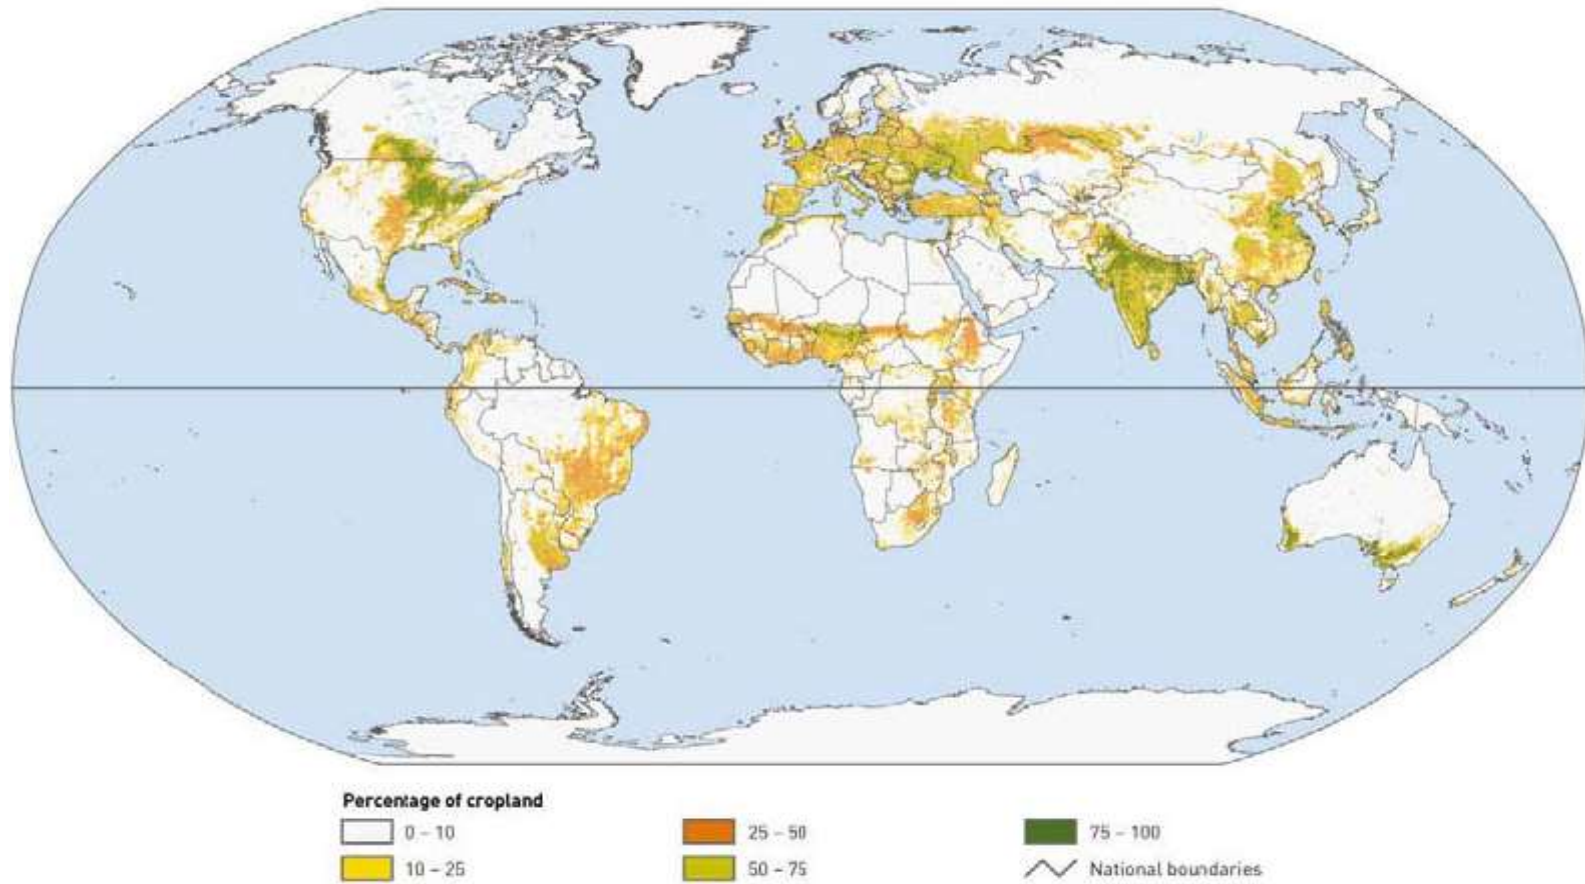 Percentage of cropland
0 – 10
10 – 25
25 – 50
50 – 75
75 – 100
National boundaries